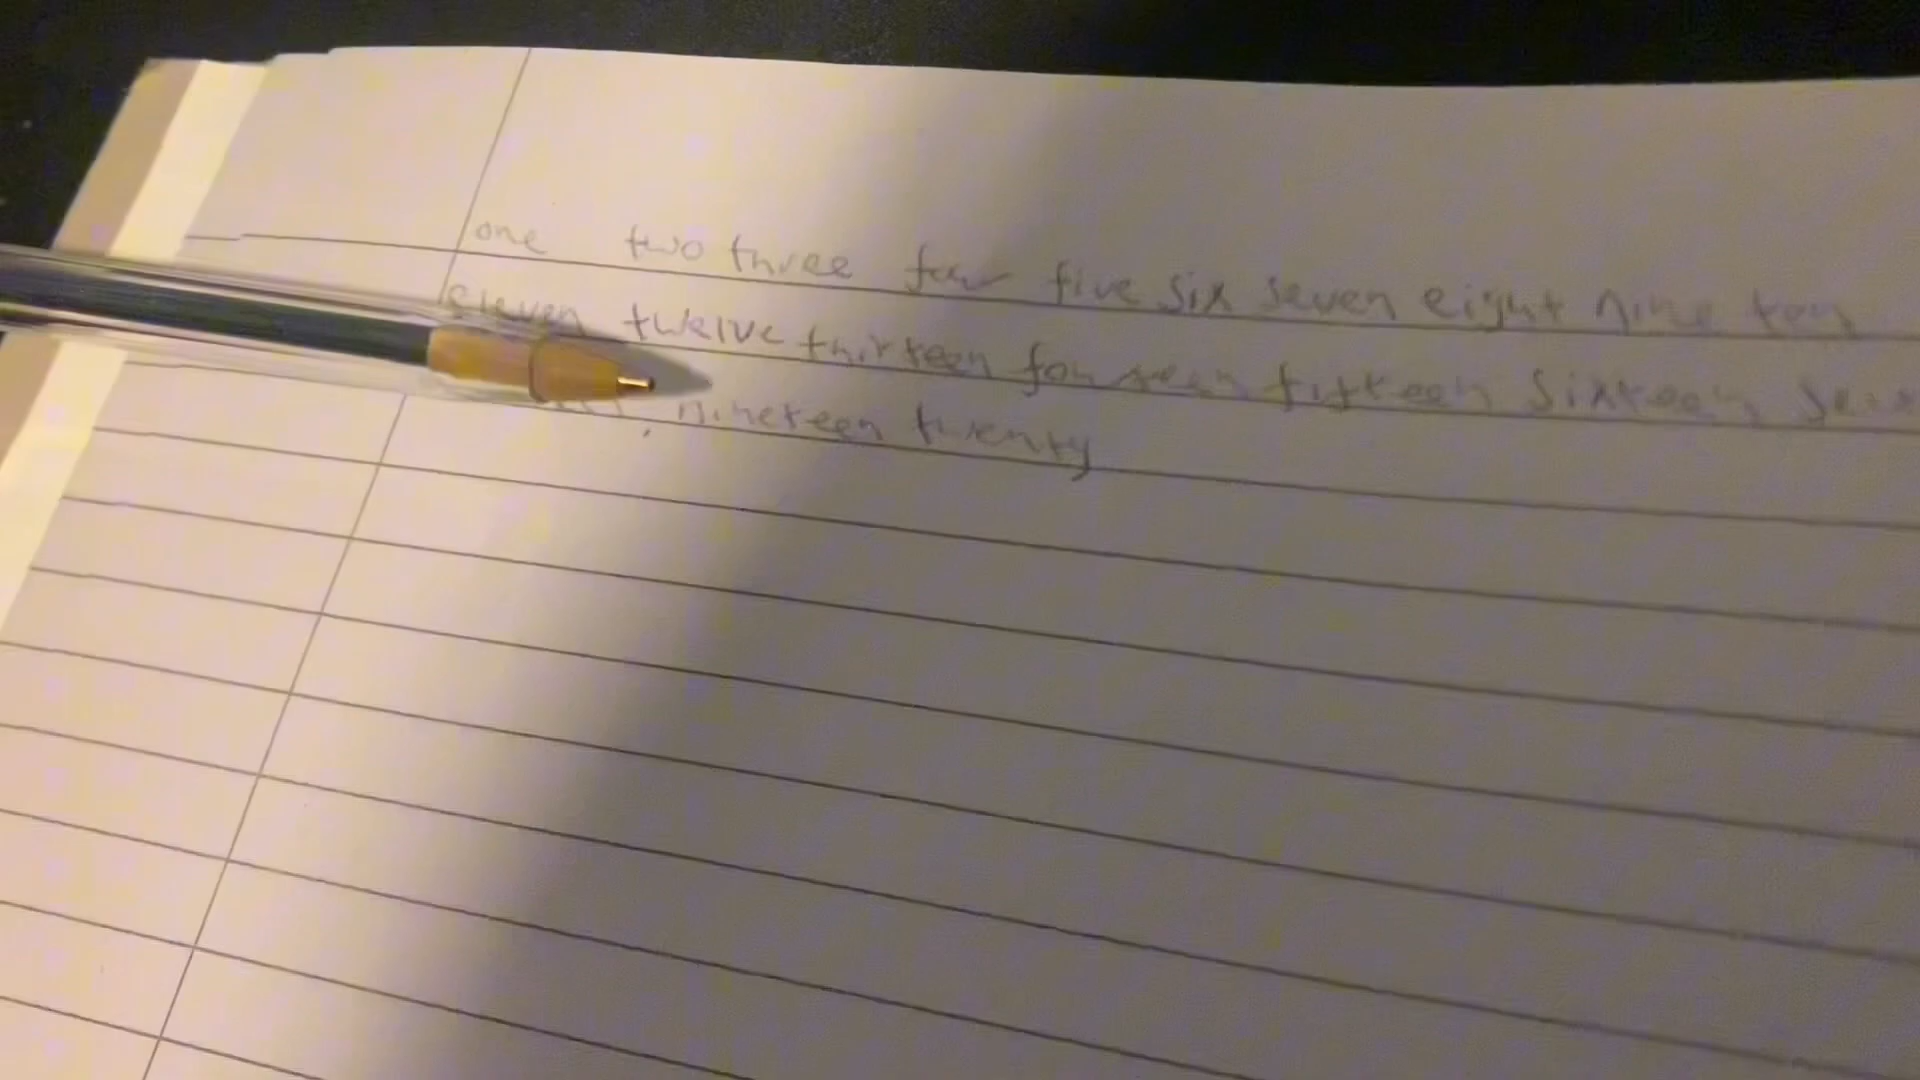 one two three four five six seven eight nine ten
eleven twelve thirteen fourteen fifteen sixteen
nineteen twenty